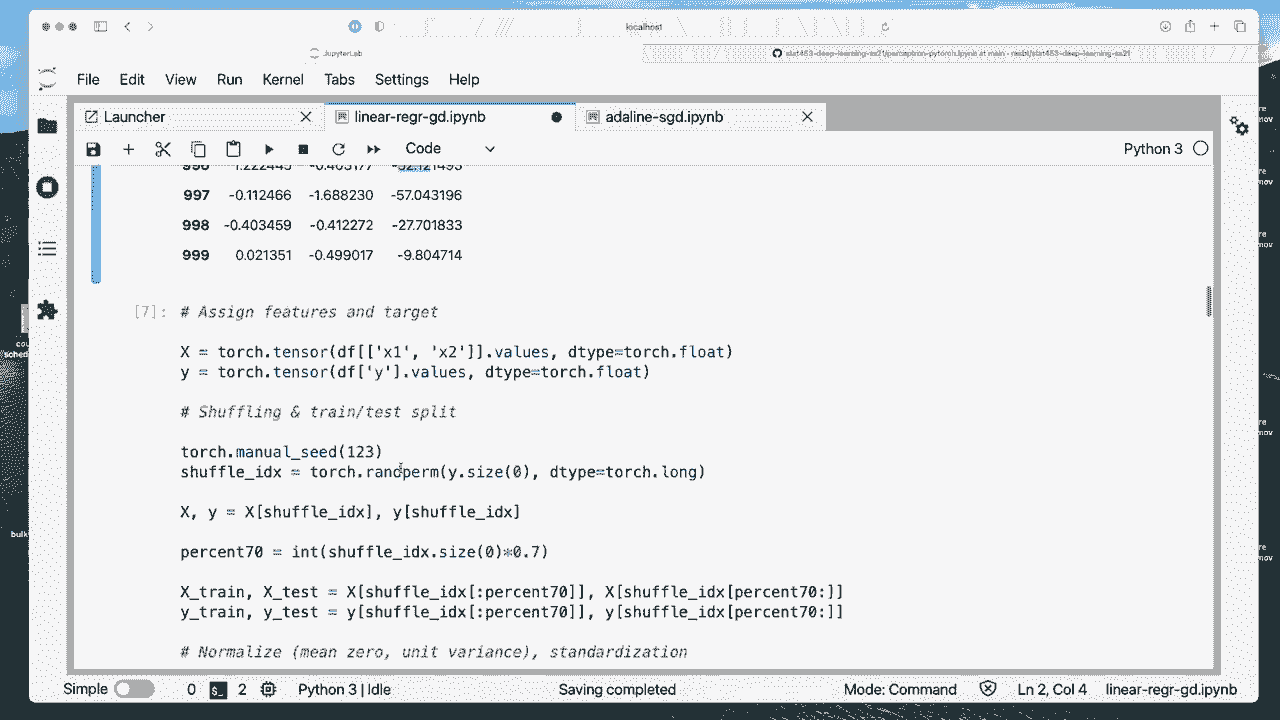 localhost
JupyterLab
stat453-deep-learning-ss21/perceptron-pytorch.ipynb at main · rasbt/stat453-deep-learning-ss21
File Edit View Run Kernel Tabs Settings Help
Launcher
linear-regr-gd.ipynb
adaline-sgd.ipynb
Code
Python 3
996 -1.222445 -0.463177
997 -0.112466 -1.688230 -57.043196
998 -0.403459 -0.412272 -27.701833
999 0.021351 -0.499017 -9.804714
[7]: # Assign features and target
X = torch.tensor(df[['x1', 'x2']].values, dtype=torch.float)
y = torch.tensor(df['y'].values, dtype=torch.float)
# Shuffling & train/test split
torch.manual_seed(123)
shuffle_idx = torch.randperm(y.size(0), dtype=torch.long)
X, y = X[shuffle_idx], y[shuffle_idx]
percent70 = int(shuffle_idx.size(0)*0.7)
X_train, X_test = X[shuffle_idx[:percent70]], X[shuffle_idx[percent70:]]
y_train, y_test = y[shuffle_idx[:percent70]], y[shuffle_idx[percent70:]]
# Normalize (mean zero, unit variance), standardization
Simple 0 2 Python 3 | Idle Saving completed Mode: Command Ln 2, Col 4 linear-regr-gd.ipynb